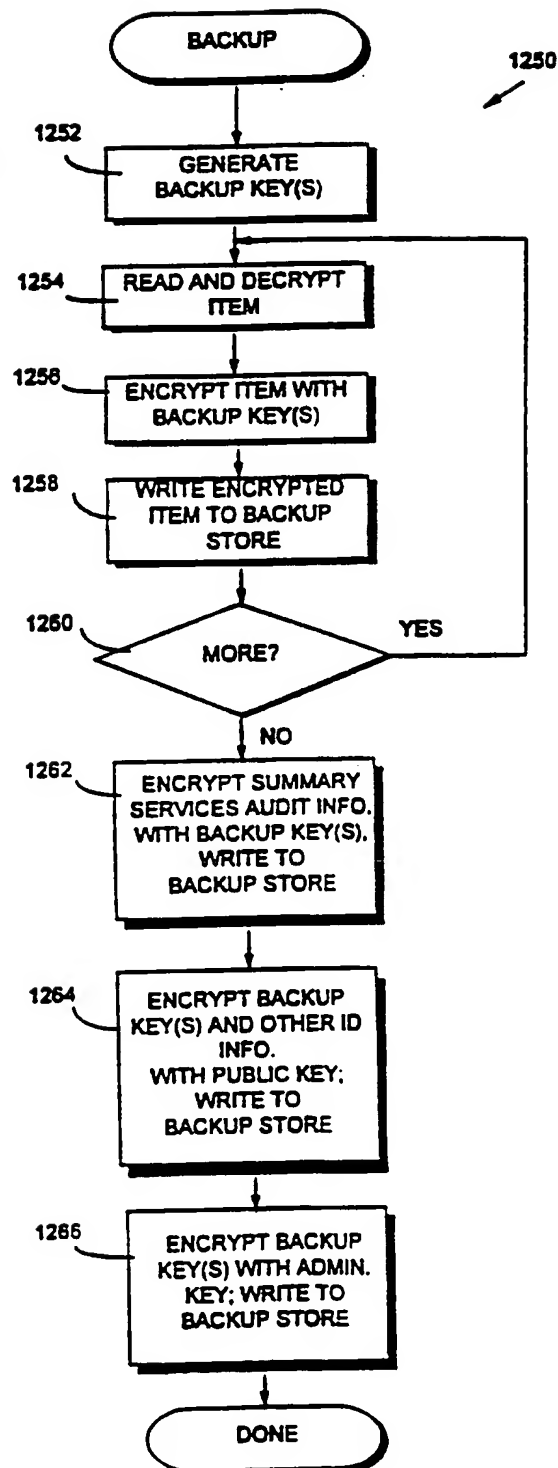 BACKUP
1250
1252
GENERATE
BACKUP KEY(S)
1254
READ AND DECRYPT
ITEM
1256
ENCRYPT ITEM WITH
BACKUP KEY(S)
1258
WRITE ENCRYPTED
ITEM TO BACKUP
STORE
1260
MORE?
YES
NO
1262
ENCRYPT SUMMARY
SERVICES AUDIT INFO.
WITH BACKUP KEY(S),
WRITE TO
BACKUP STORE
1264
ENCRYPT BACKUP
KEY(S) AND OTHER ID
INFO.
WITH PUBLIC KEY;
WRITE TO
BACKUP STORE
1266
ENCRYPT BACKUP
KEY(S) WITH ADMIN.
KEY; WRITE TO
BACKUP STORE
DONE